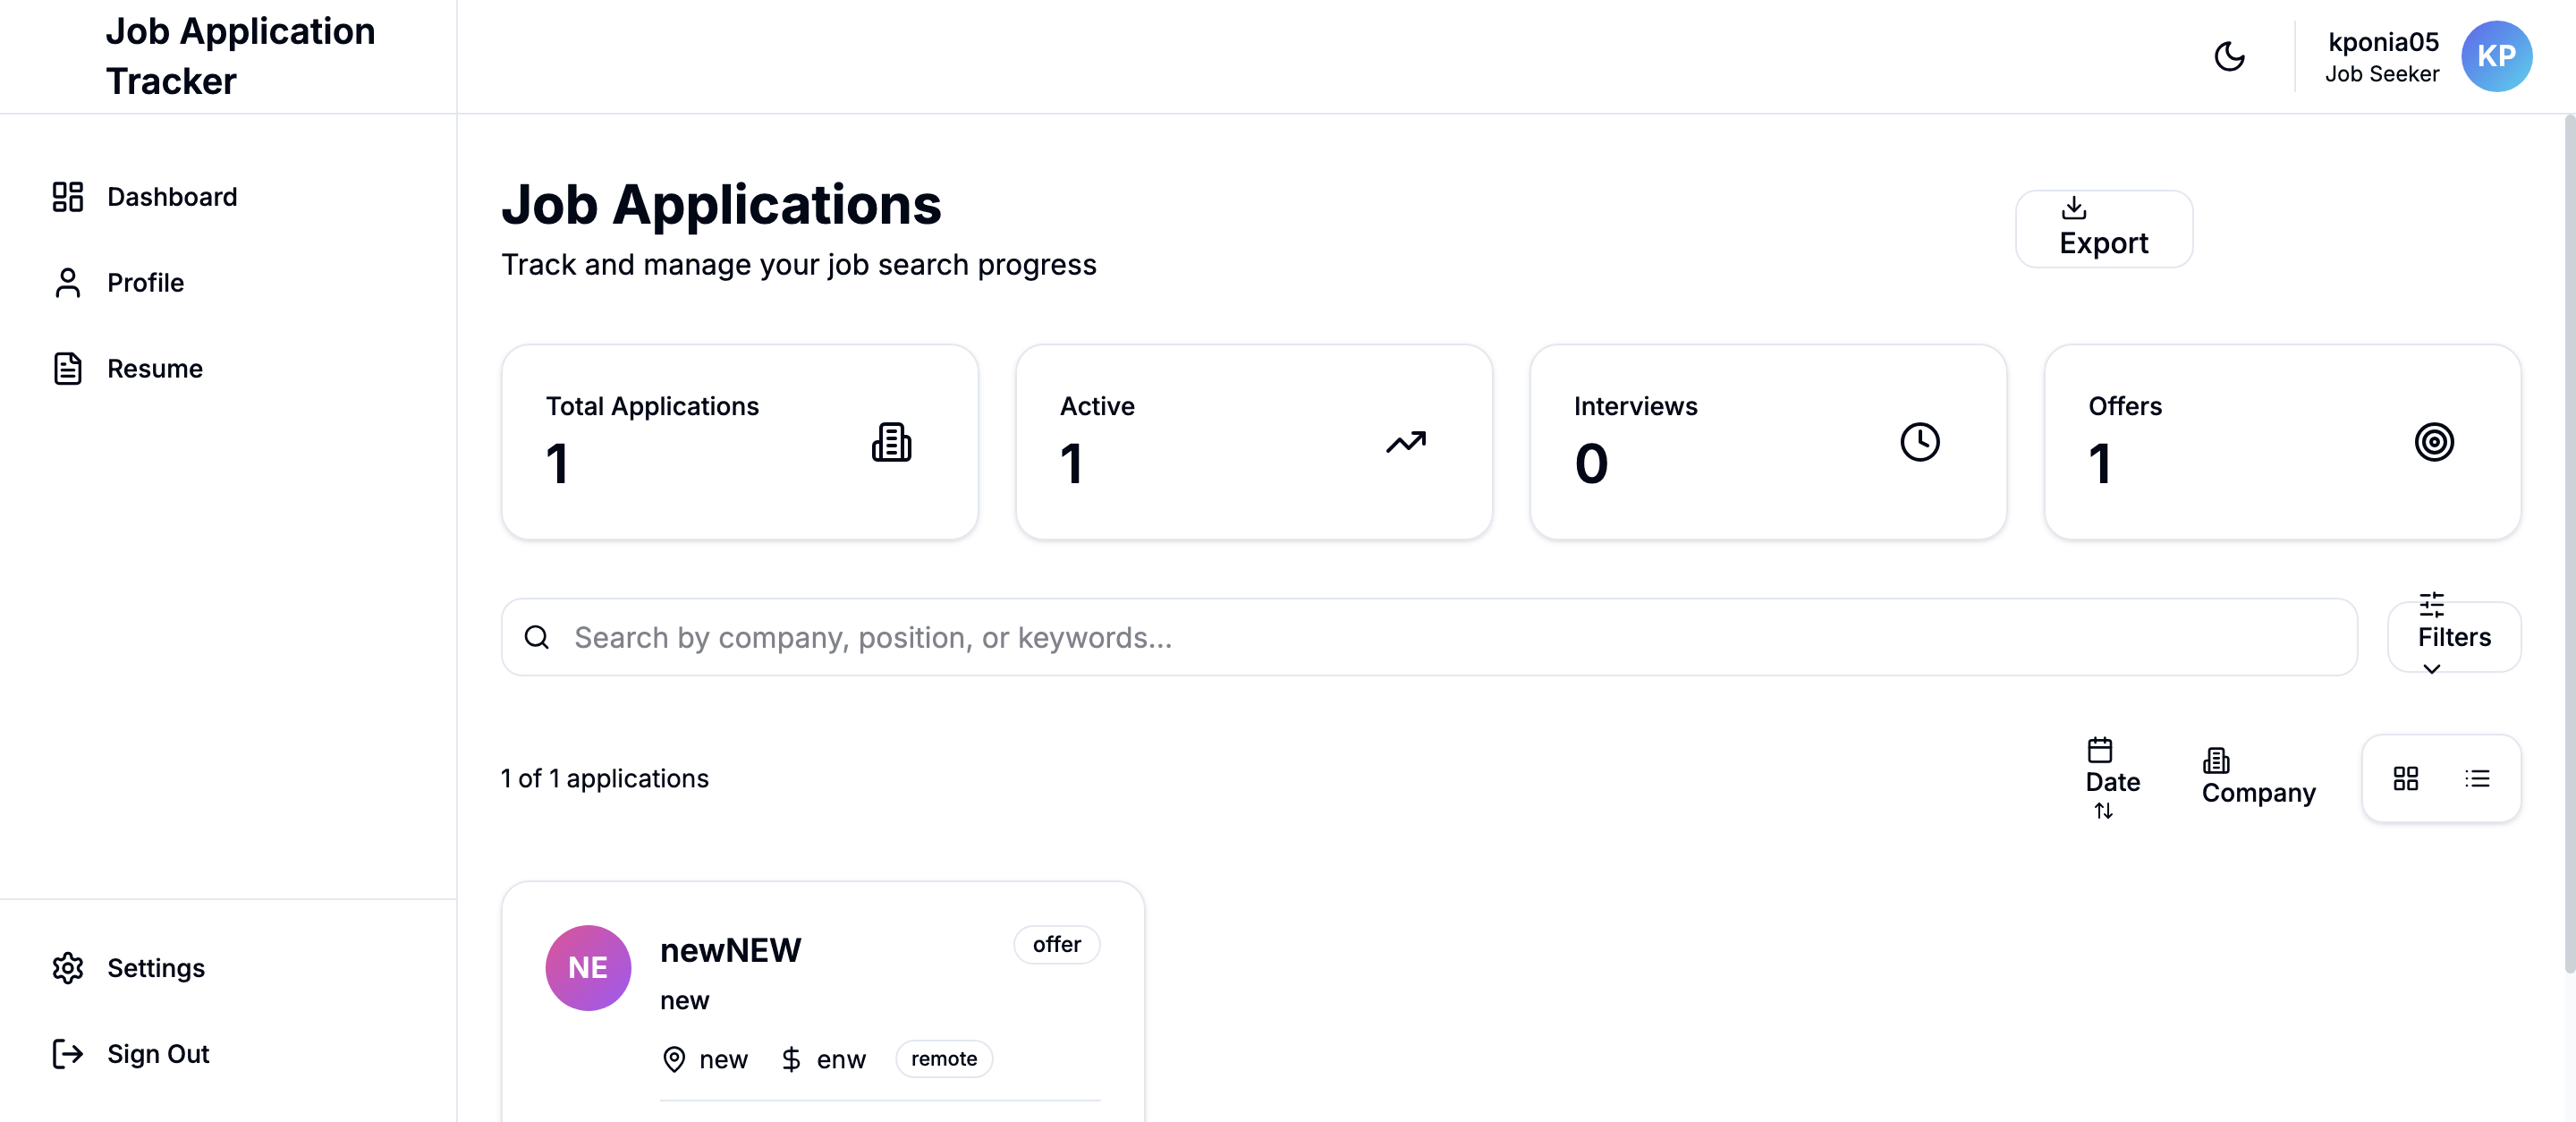 Job Application
Tracker
kponia05
Job Seeker
KP
Dashboard
Profile
Resume
Settings
Sign Out
Job Applications
Track and manage your job search progress
Export
Total Applications
1
Active
1
Interviews
0
Offers
1
Search by company, position, or keywords...
Filters
1 of 1 applications
Date
Company
NE
newNEW
offer
new
new
$ enw
remote